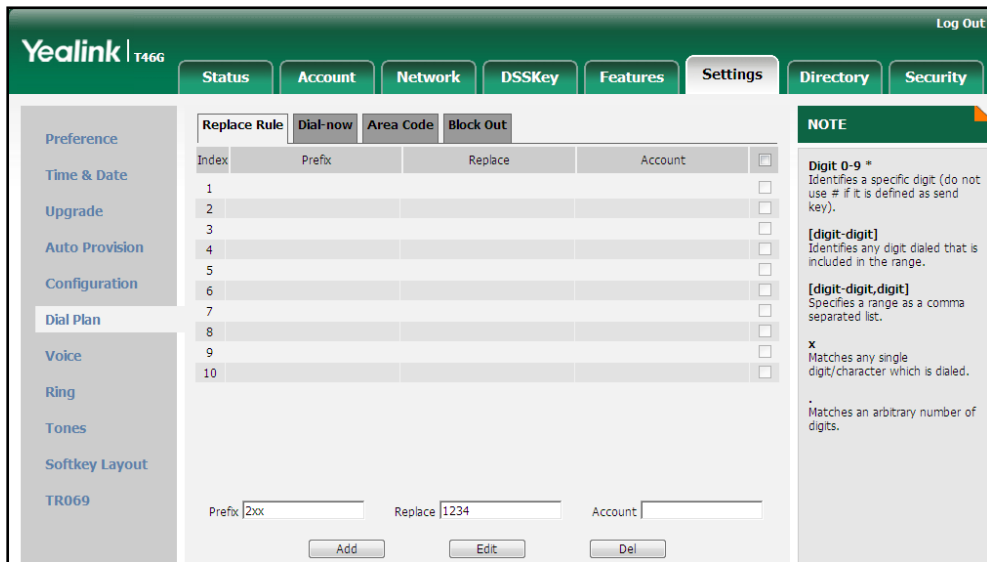 Log Out
Yealink T46G
Status Account Network DSSKey Features Settings Directory Security
Preference
Time & Date
Upgrade
Auto Provision
Configuration
Dial Plan
Voice
Ring
Tones
Softkey Layout
TR069
Replace Rule Dial-now Area Code Block Out
Index Prefix Replace Account
1
2
3
4
5
6
7
8
9
10
Prefix 2xx Replace 1234 Account
Add Edit Del
NOTE
Digit 0-9 *
Identifies a specific digit (do not
use # if it is defined as send
key).
[digit-digit]
Identifies any digit dialed that is
included in the range.
[digit-digit,digit]
Specifies a range as a comma
separated list.
x
Matches any single
digit/character which is dialed.
.
Matches an arbitrary number of
digits.